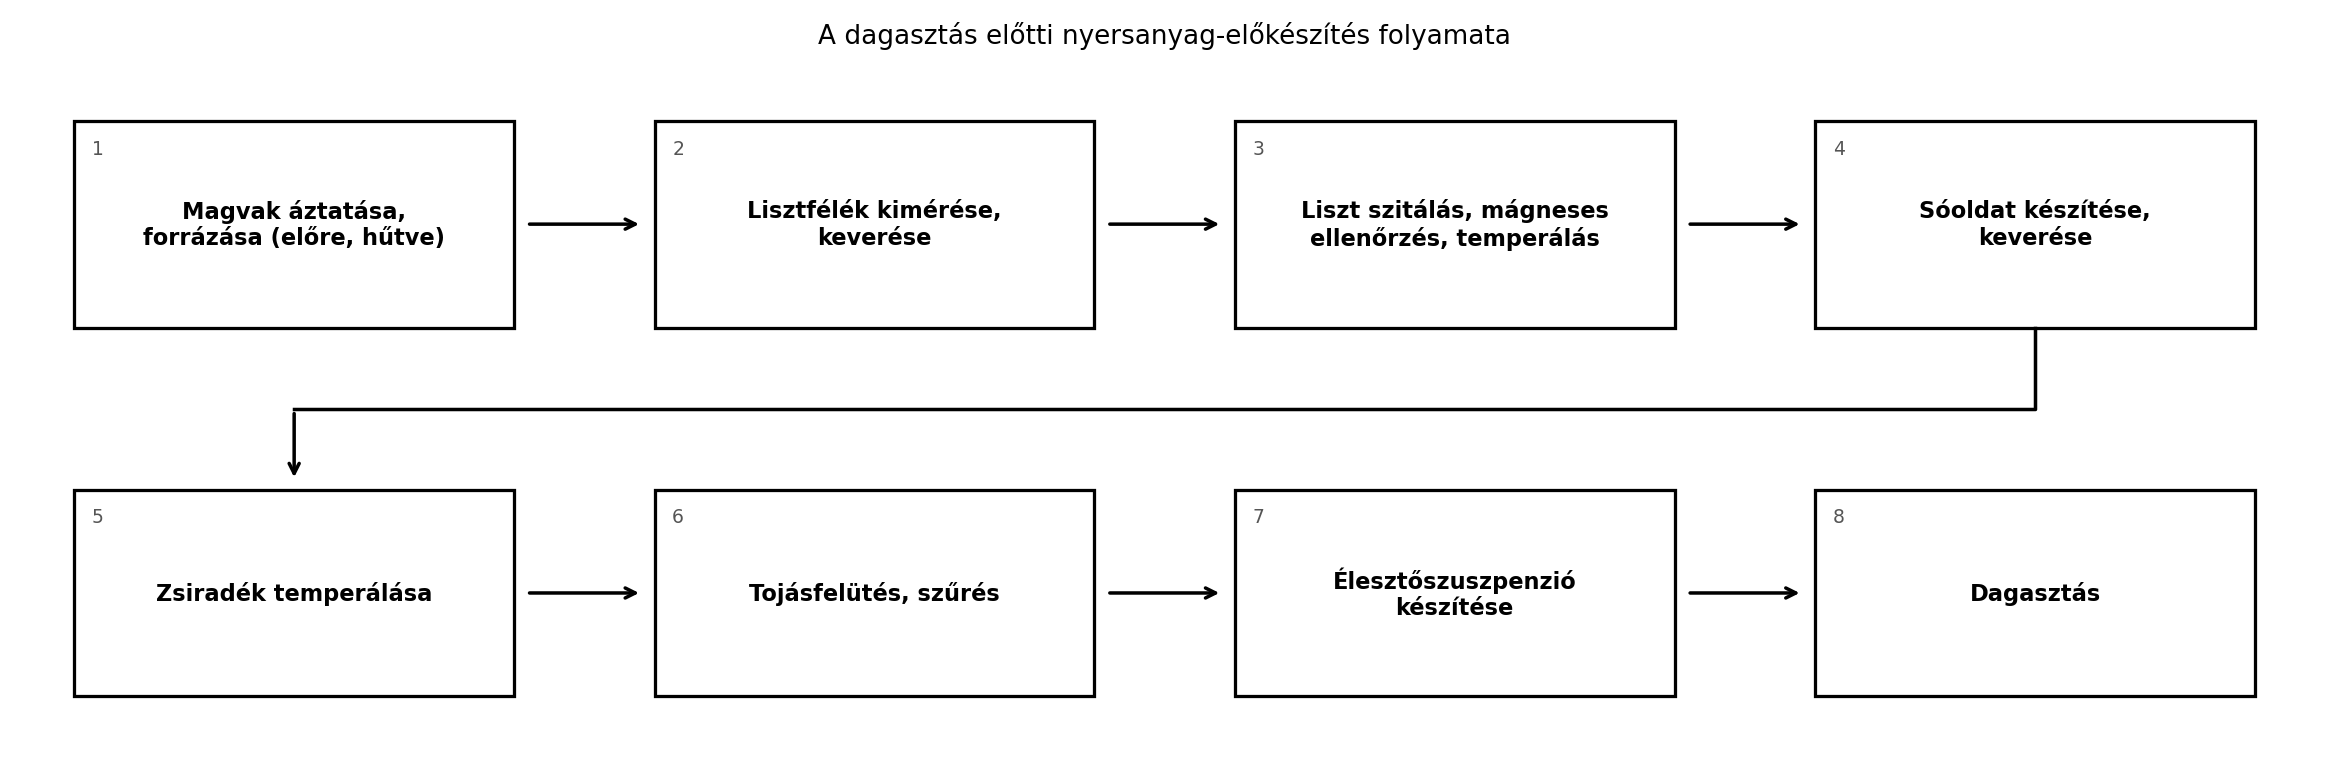 A dagasztás előtti nyersanyag-előkészítés folyamata
1
Magvak áztatása,
forrázása (előre, hűtve)
2
Lisztfélék kimérése,
keverése
3
Liszt szitálás, mágneses
ellenőrzés, temperálás
4
Sóoldat készítése,
keverése
5
Zsiradék temperálása
6
Tojásfelütés, szűrés
7
Élesztőszuszpenzió
készítése
8
Dagasztás